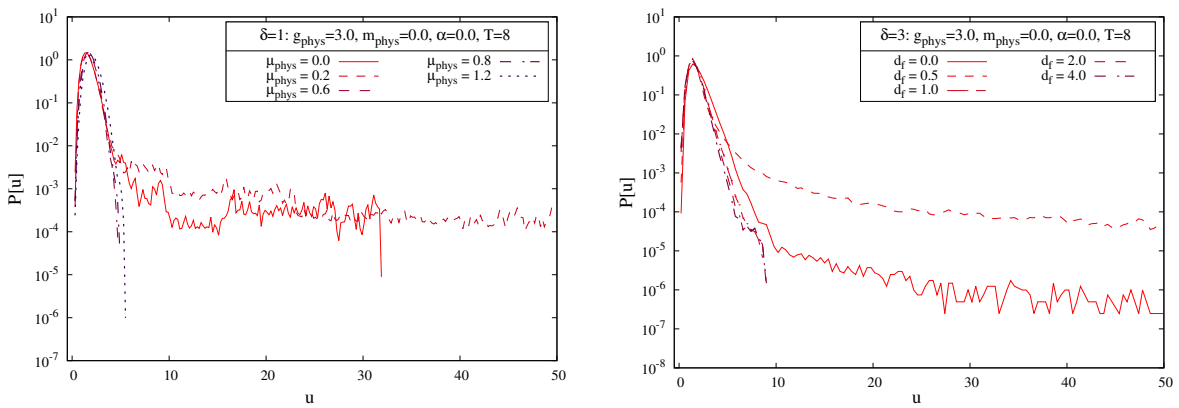 δ=1: g_phys=3.0, m_phys=0.0, α=0.0, T=8
μ_phys = 0.0
μ_phys = 0.2
μ_phys = 0.6
μ_phys = 0.8
μ_phys = 1.2
P[u]
10^1
10^0
10^-1
10^-2
10^-3
10^-4
10^-5
10^-6
10^-7
0 10 20 30 40 50
u
δ=3: g_phys=3.0, m_phys=0.0, α=0.0, T=8
d_f = 0.0
d_f = 0.5
d_f = 1.0
d_f = 2.0
d_f = 4.0
P[u]
10^1
10^0
10^-1
10^-2
10^-3
10^-4
10^-5
10^-6
10^-7
10^-8
0 10 20 30 40 50
u